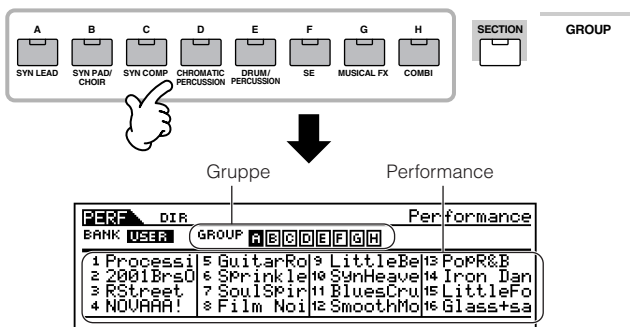 A B C D E F G H SECTION GROUP
SYN LEAD SYN PAD/ CHOIR SYN COMP CHROMATIC PERCUSSION DRUM/ PERCUSSION SE MUSICAL FX COMBI
Gruppe Performance
PERF DIR Performance
BANK USER GROUP A B C D E F G H
1 Processi 5 GuitarRo 9 LittleBe 13 PopR&B
2 2001BrsO 6 Sprinkle 10 SynHeave 14 Iron Dan
3 RStreet 7 SoulSpir 11 BluesCru 15 LittleFo
4 NOVAAA! 8 Film Noi 12 SmoothMo 16 Glass+sa